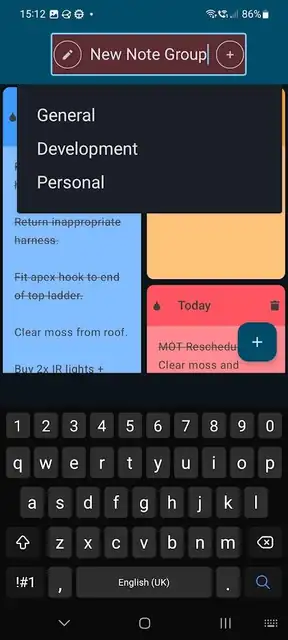 15:12
86%
New Note Group
+
General
Development
Personal
Return inappropriate
harness.
Fit apex hook to end
of top ladder.
Clear moss from roof.
Buy 2x IR lights +
Today
MOT Reschedu
Clear moss and
+
1 2 3 4 5 6 7 8 9 0
q w e r t y u i o p
a s d f g h j k l
z x c v b n m
!#1 , English (UK) .